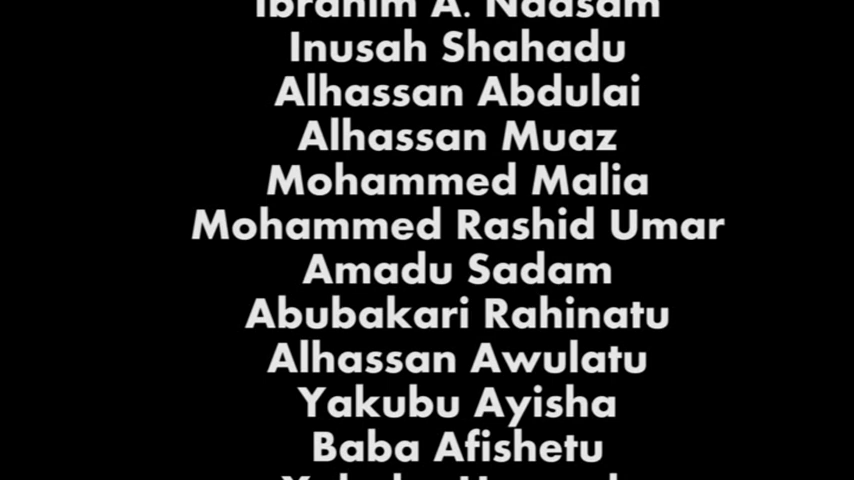 Ibrahim A.
Inusah Shahadu
Alhassan Abdulai
Alhassan Muaz
Mohammed Malia
Mohammed Rashid Umar
Amadu Sadam
Abubakari Rahinatu
Alhassan Awulatu
Yakubu Ayisha
Baba Afishetu